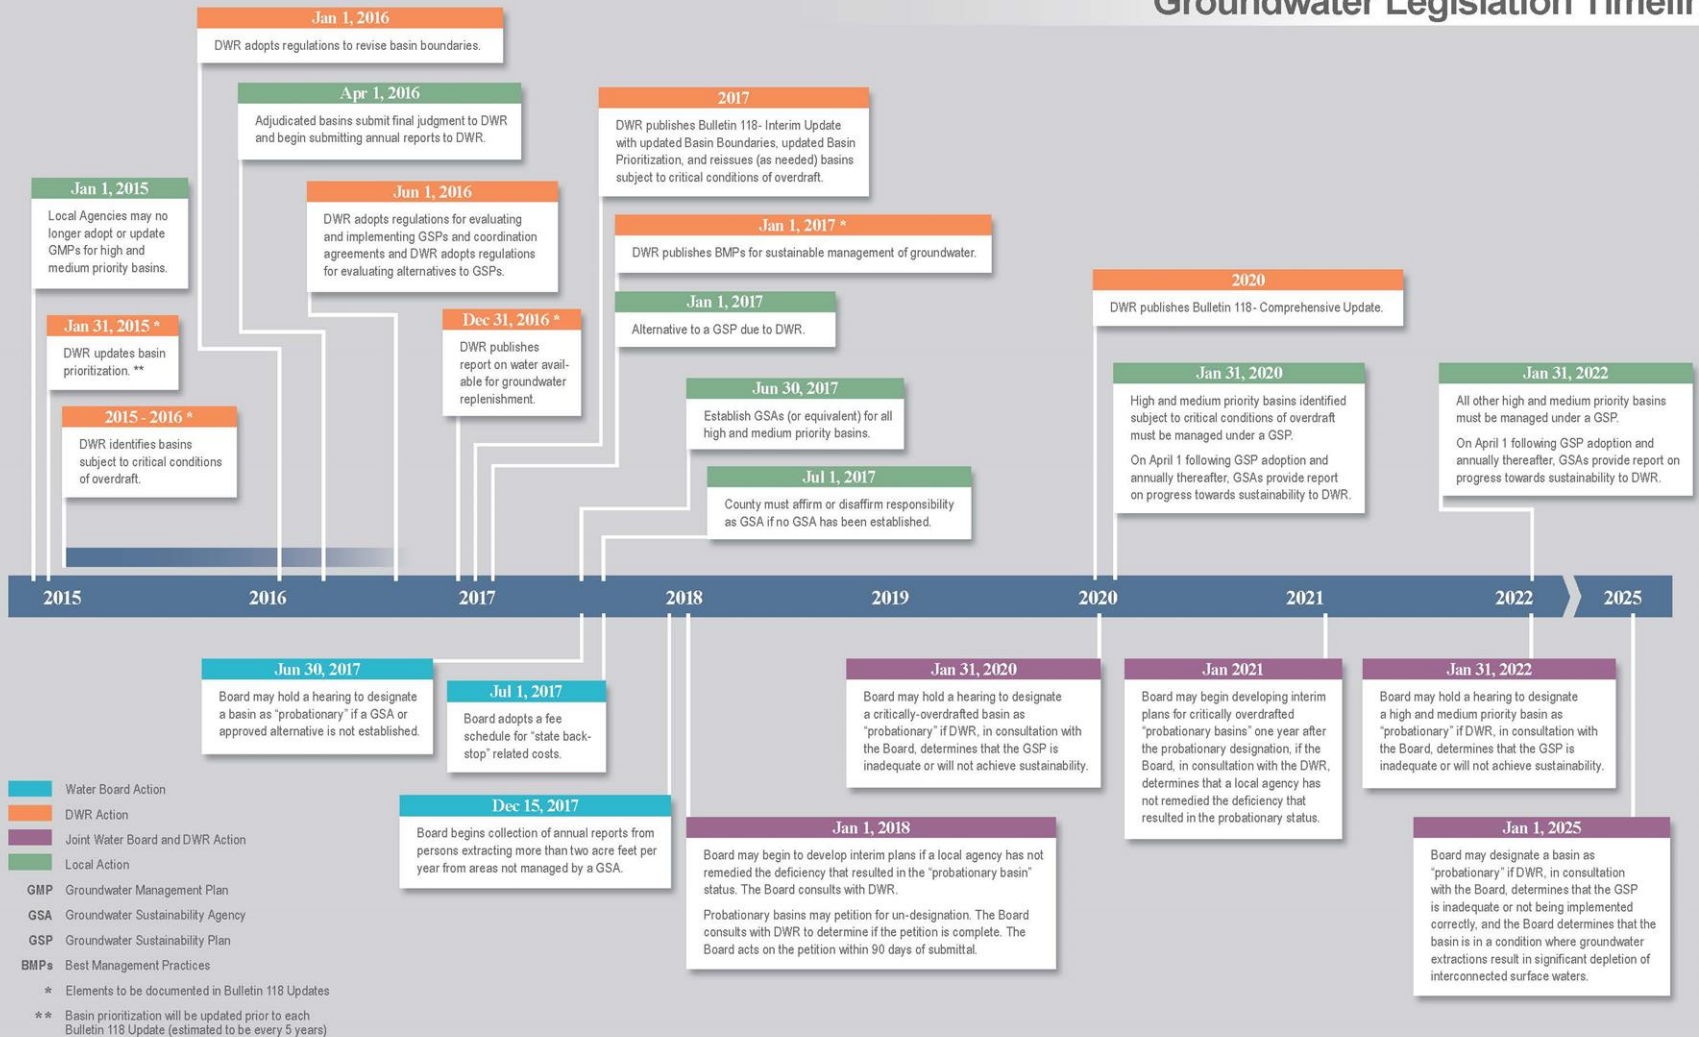 Groundwater Legislation
Jan 1, 2016
DWR adopts regulations to revise basin boundaries.
Apr 1, 2016
Adjudicated basins submit final judgment to DWR
and begin submitting annual reports to DWR.
2017
DWR publishes Bulletin 118- Interim Update
with updated Basin Boundaries, updated Basin
Prioritization, and reissues (as needed) basins
subject to critical conditions of overdraft.
Jan 1, 2015
Local Agencies may no
longer adopt or update
GMPs for high and
medium priority basins.
Jun 1, 2016
DWR adopts regulations for evaluating
and implementing GSPs and coordination
agreements and DWR adopts regulations
for evaluating alternatives to GSPs.
Jan 1, 2017 *
DWR publishes BMPs for sustainable management of groundwater.
2020
DWR publishes Bulletin 118- Comprehensive Update.
Jan 1, 2017
Alternative to a GSP due to DWR.
Jan 31, 2015 *
DWR updates basin
prioritization. **
Dec 31, 2016 *
DWR publishes
report on water avail-
able for groundwater
replenishment.
Jun 30, 2017
Establish GSAs (or equivalent) for all
high and medium priority basins.
Jan 31, 2020
High and medium priority basins identified
subject to critical conditions of overdraft
must be managed under a GSP.
On April 1 following GSP adoption and
annually thereafter, GSAs provide report
on progress towards sustainability to DWR.
Jan 31, 2022
All other high and medium priority basins
must be managed under a GSP.
On April 1 following GSP adoption and
annually thereafter, GSAs provide report on
progress towards sustainability to DWR.
2015 - 2016 *
DWR identifies basins
subject to critical conditions
of overdraft.
Jul 1, 2017
County must affirm or disaffirm responsibility
as GSA if no GSA has been established.
2015 2016 2017 2018 2019 2020 2021 2022 2025
Jun 30, 2017
Board may hold a hearing to designate
a basin as “probationary” if a GSA or
approved alternative is not established.
Jul 1, 2017
Board adopts a fee
schedule for “state back-
stop” related costs.
Jan 31, 2020
Board may hold a hearing to designate
a critically-overdrafted basin as
“probationary” if DWR, in consultation with
the Board, determines that the GSP is
inadequate or will not achieve sustainability.
Jan 2021
Board may begin developing interim
plans for critically overdrafted
“probationary basins” one year after
the probationary designation, if the
Board, in consultation with the DWR,
determines that a local agency has
not remedied the deficiency that
resulted in the probationary status.
Jan 31, 2022
Board may hold a hearing to designate
a high and medium priority basin as
“probationary” if DWR, in consultation with
the Board, determines that the GSP is
inadequate or will not achieve sustainability.
Dec 15, 2017
Board begins collection of annual reports from
persons extracting more than two acre feet per
year from areas not managed by a GSA.
Jan 1, 2018
Board may begin to develop interim plans if a local agency has not
remedied the deficiency that resulted in the “probationary basin”
status. The Board consults with DWR.
Probationary basins may petition for un-designation. The Board
consults with DWR to determine if the petition is complete. The
Board acts on the petition within 90 days of submittal.
Jan 1, 2025
Board may designate a basin as
“probationary” if DWR, in consultation
with the Board, determines that the GSP
is inadequate or not being implemented
correctly, and the Board determines that the
basin is in a condition where groundwater
extractions result in significant depletion of
interconnected surface waters.
Water Board Action
DWR Action
Joint Water Board and DWR Action
Local Action
GMP Groundwater Management Plan
GSA Groundwater Sustainability Agency
GSP Groundwater Sustainability Plan
BMPs Best Management Practices
* Elements to be documented in Bulletin 118 Updates
** Basin prioritization will be updated prior to each
Bulletin 118 Update (estimated to be every 5 years)